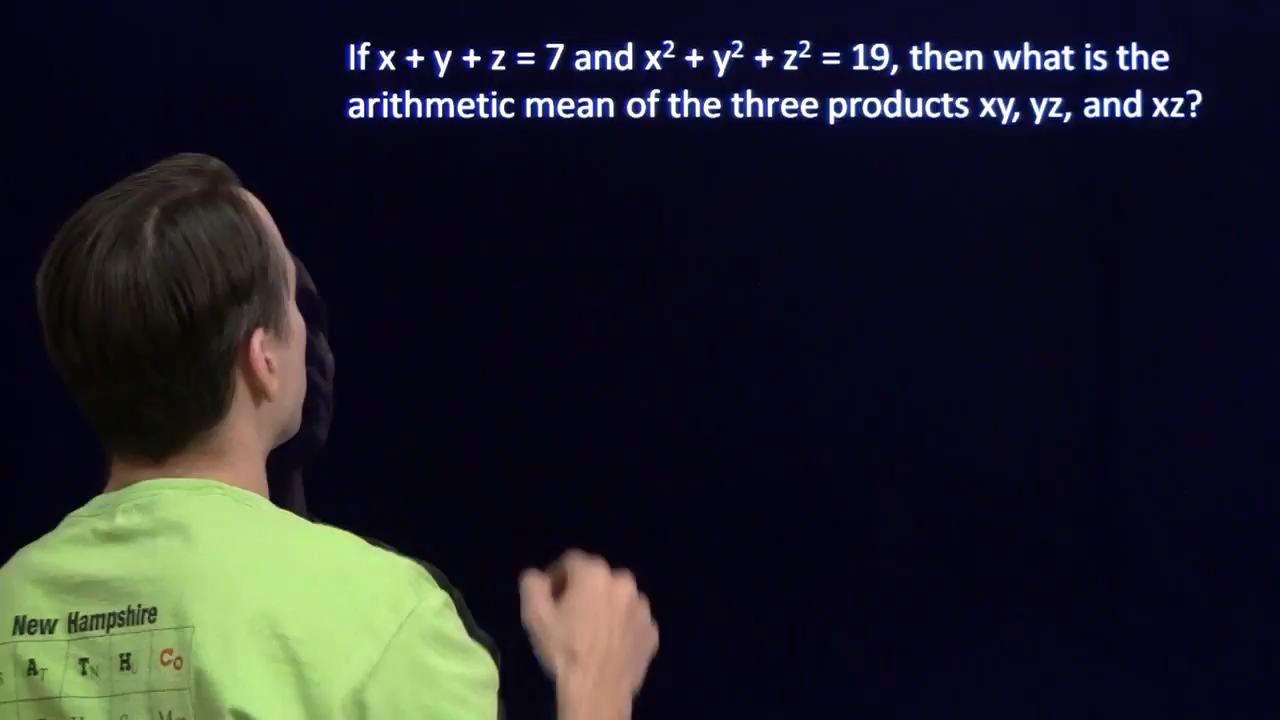 If x + y + z = 7 and x² + y² + z² = 19, then what is the
arithmetic mean of the three products xy, yz, and xz?
New Hampshire